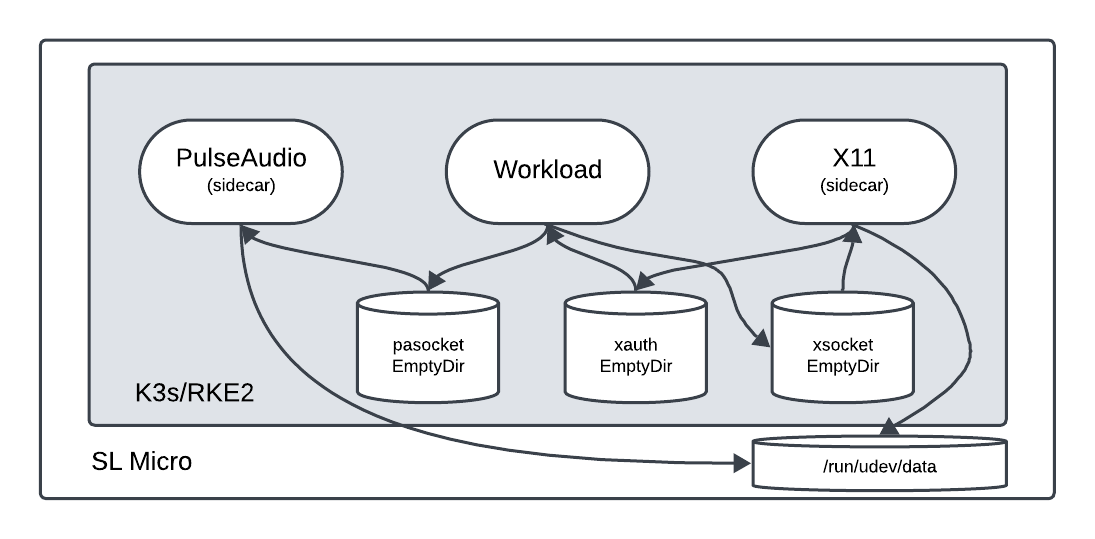 PulseAudio
(sidecar)
Workload
X11
(sidecar)
pasocket
EmptyDir
xauth
EmptyDir
xsocket
EmptyDir
K3s/RKE2
SL Micro
/run/udev/data